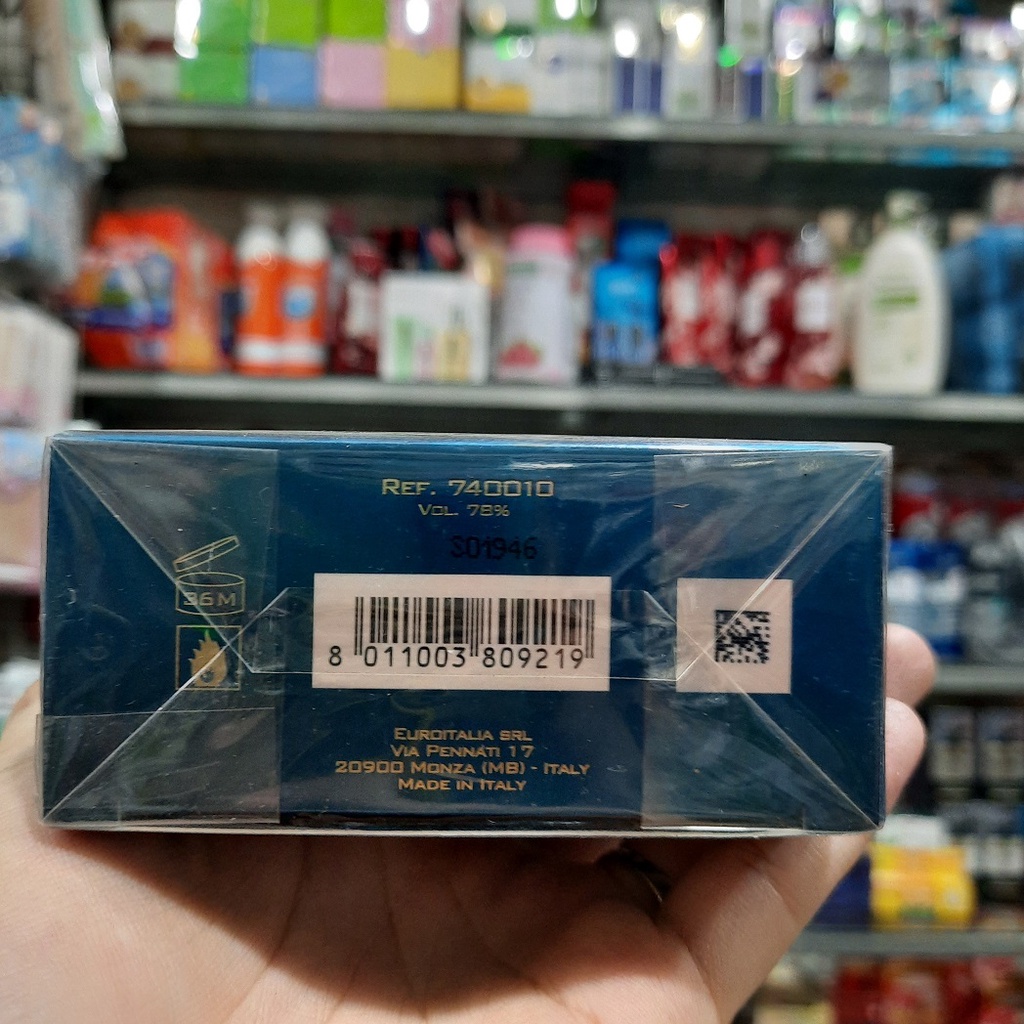 REF. 740010
VOL. 78%
S01946
36M
8 011003 809219
EUROITALIA SRL
VIA PENNATI 17
20900 MONZA (MB) - ITALY
MADE IN ITALY